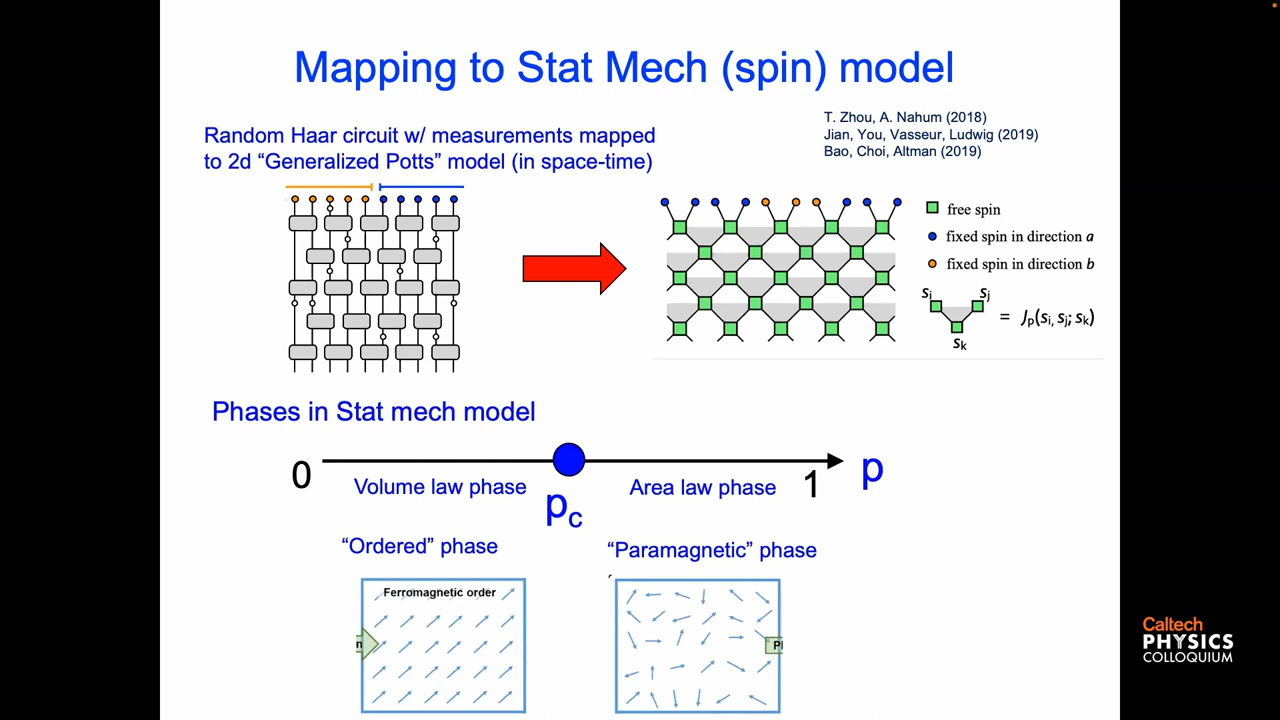 Mapping to Stat Mech (spin) model
T. Zhou, A. Nahum (2018)
Jian, You, Vasseur, Ludwig (2019)
Bao, Choi, Altman (2019)
Random Haar circuit w/ measurements mapped
to 2d “Generalized Potts” model (in space-time)
free spin
fixed spin in direction a
fixed spin in direction b
si sj
sk
= Jp(si, sj; sk)
Phases in Stat mech model
0
1
p
Volume law phase
Area law phase
pc
“Ordered” phase
“Paramagnetic” phase
Ferromagnetic order
n
Pl
Caltech
PHYSICS
COLLOQUIUM